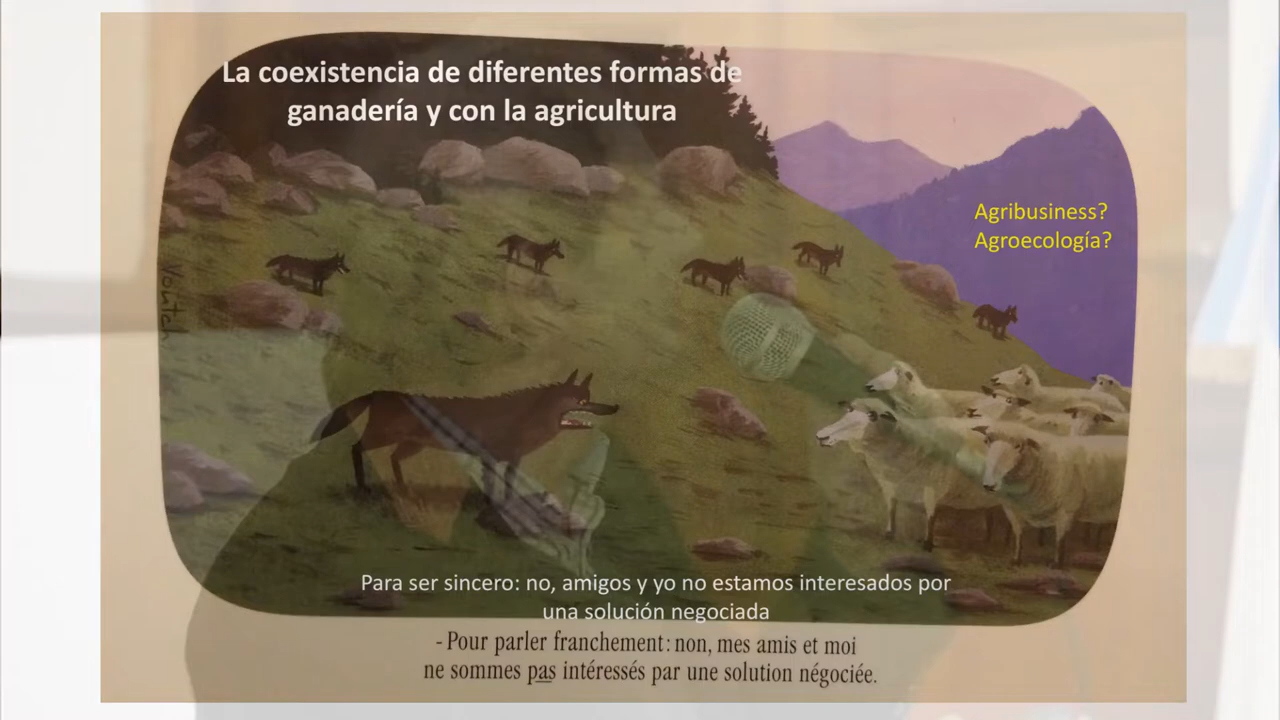 La coexistencia de diferentes formas de
ganadería y con la agricultura
Agribusiness?
Agroecología?
Voutch
Para ser sincero: no, amigos y yo no estamos interesados por
una solución negociada
- Pour parler franchement : non, mes amis et moi
ne sommes pas intéressés par une solution négociée.